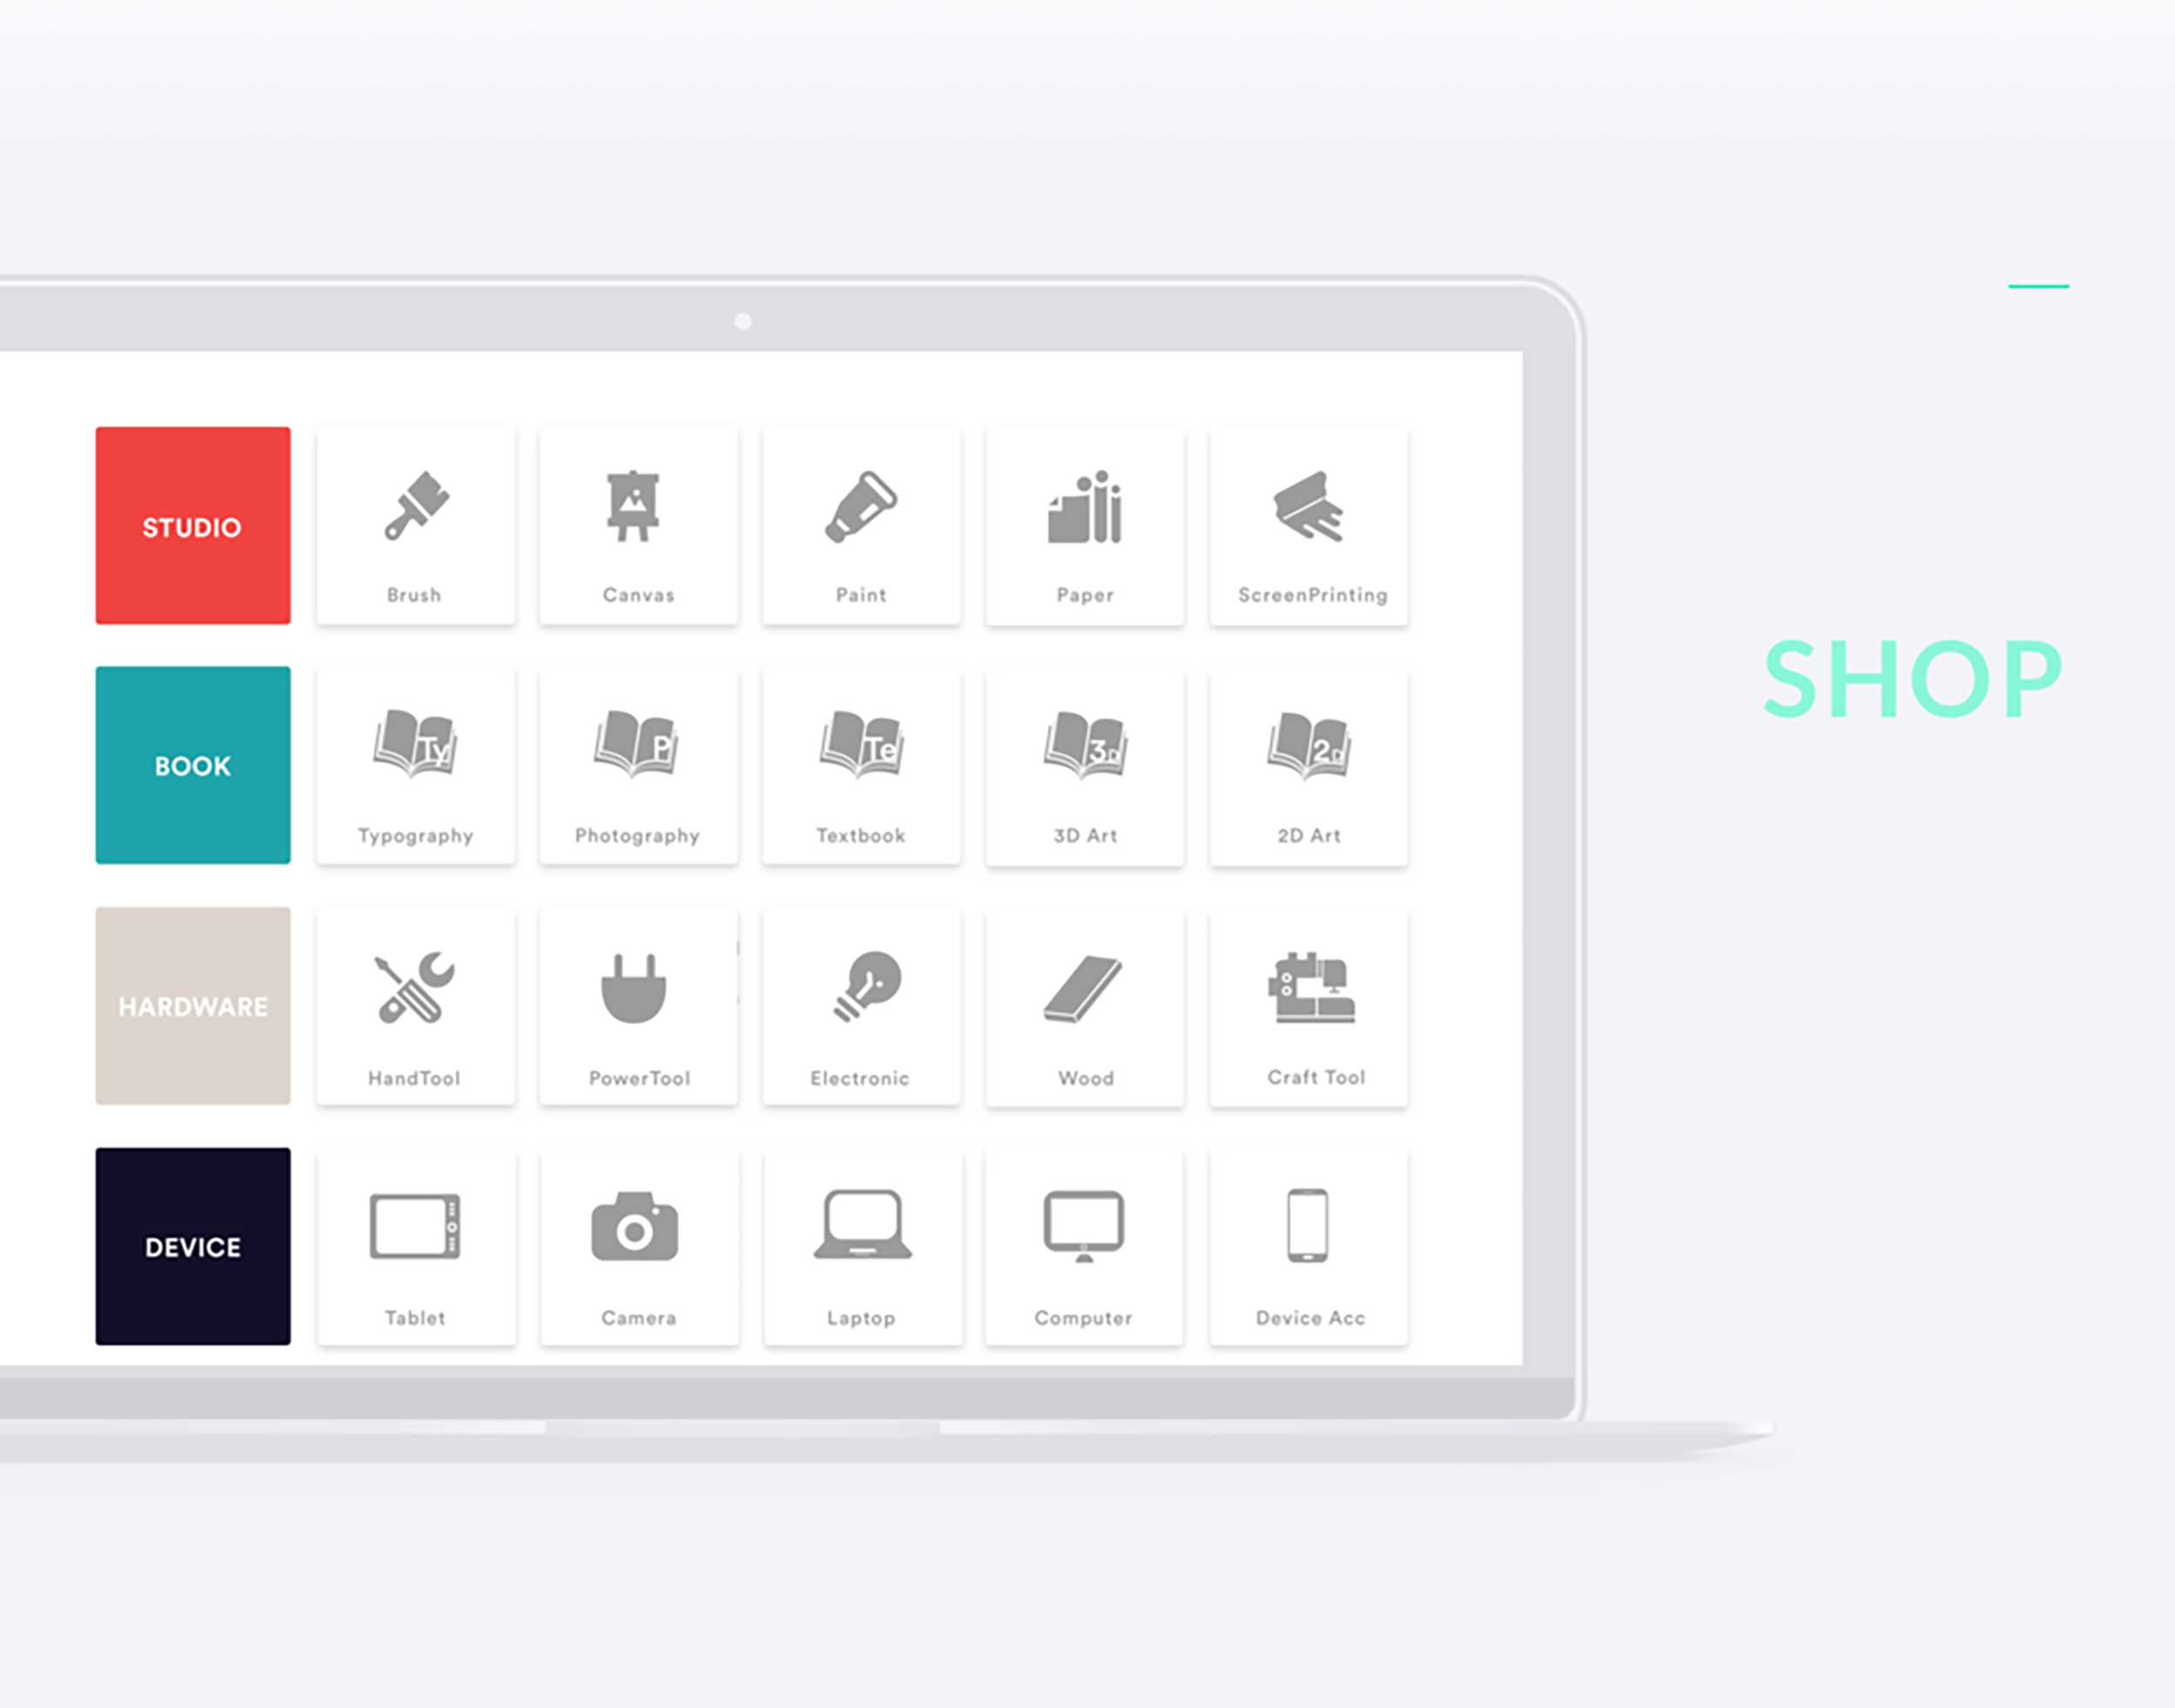 STUDIO
Brush
Canvas
Paint
Paper
ScreenPrinting
SHOP
BOOK
Ty
P
Te
3D
2D
Typography
Photography
Textbook
3D Art
2D Art
HARDWARE
HandTool
PowerTool
Electronic
Wood
Craft Tool
DEVICE
Tablet
Camera
Laptop
Computer
Device Acc